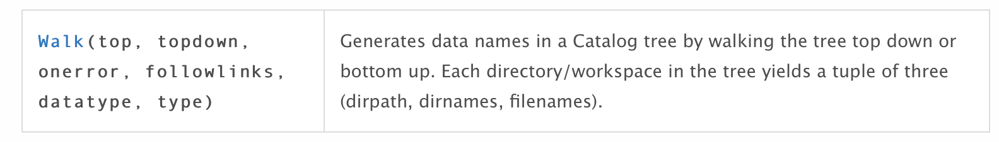 Walk(top, topdown,
onerror, followlinks,
datatype, type)
Generates data names in a Catalog tree by walking the tree top down or
bottom up. Each directory/workspace in the tree yields a tuple of three
(dirpath, dirnames, filenames).